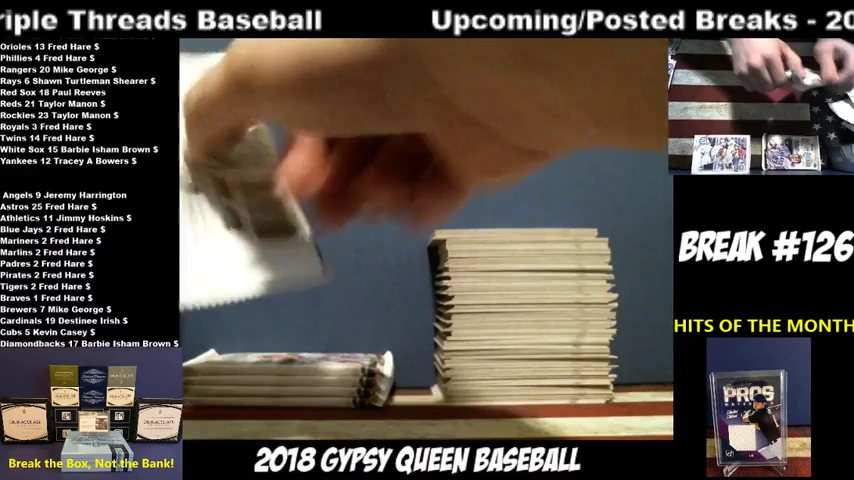 riple Threads Baseball
Upcoming/Posted Breaks - 20
Orioles 13 Fred Hare $
Phillies 4 Fred Hare $
Rangers 20 Mike George $
Rays 6 Shawn Turtleman Shearer $
Red Sox 18 Paul Reeves
Reds 21 Taylor Manon $
Rockies 23 Taylor Manon $
Royals 3 Fred Hare $
Twins 14 Fred Hare $
White Sox 15 Barbie Isham Brown $
Yankees 12 Tracey A Bowers $
Angels 9 Jeremy Harrington
Astros 25 Fred Hare $
Athletics 11 Jimmy Hoskins $
Blue Jays 2 Fred Hare $
Mariners 2 Fred Hare $
Marlins 2 Fred Hare $
Padres 2 Fred Hare $
Pirates 2 Fred Hare $
Tigers 2 Fred Hare $
Braves 1 Fred Hare $
Brewers 7 Mike George $
Cardinals 19 Destinee Irish $
Cubs 5 Kevin Casey $
Diamondbacks 17 Barbie Isham Brown $
Break the Box, Not the Bank!
2018 GYPSY QUEEN BASEBALL
BREAK #126
HITS OF THE MONTH
PROS